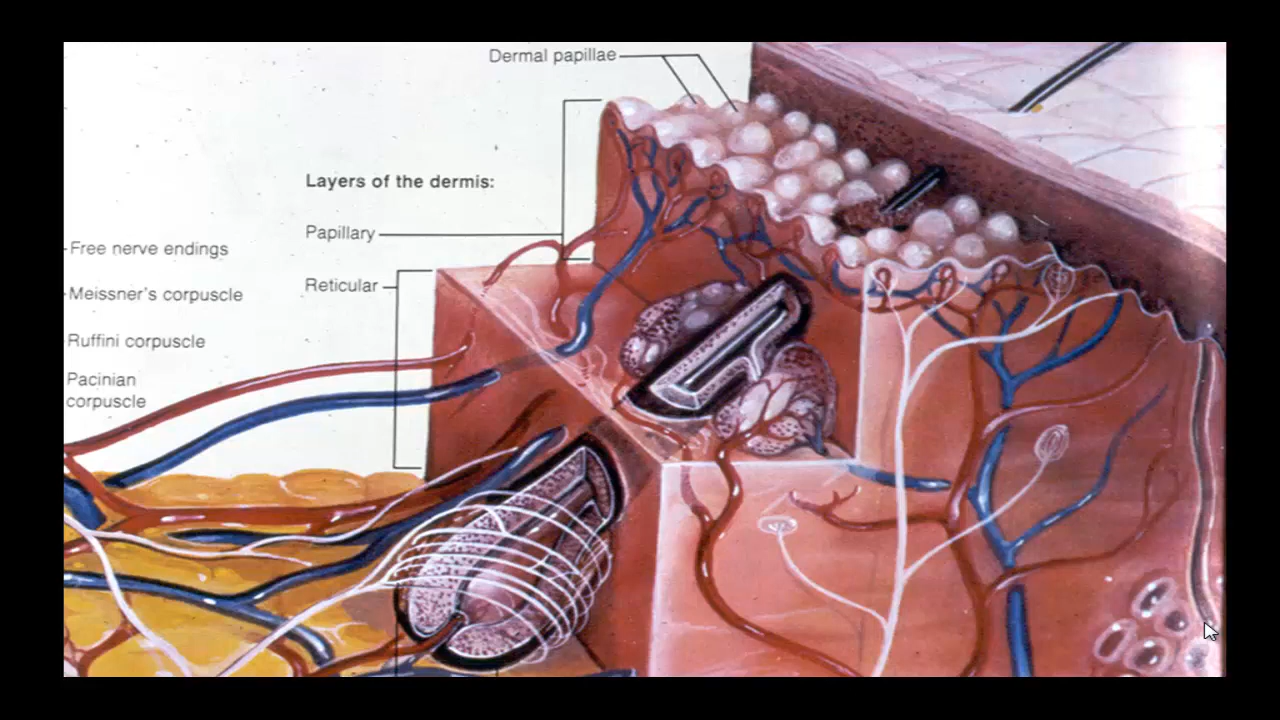 Dermal papillae
Layers of the dermis:
Papillary
Reticular
Free nerve endings
Meissner's corpuscle
Ruffini corpuscle
Pacinian
corpuscle